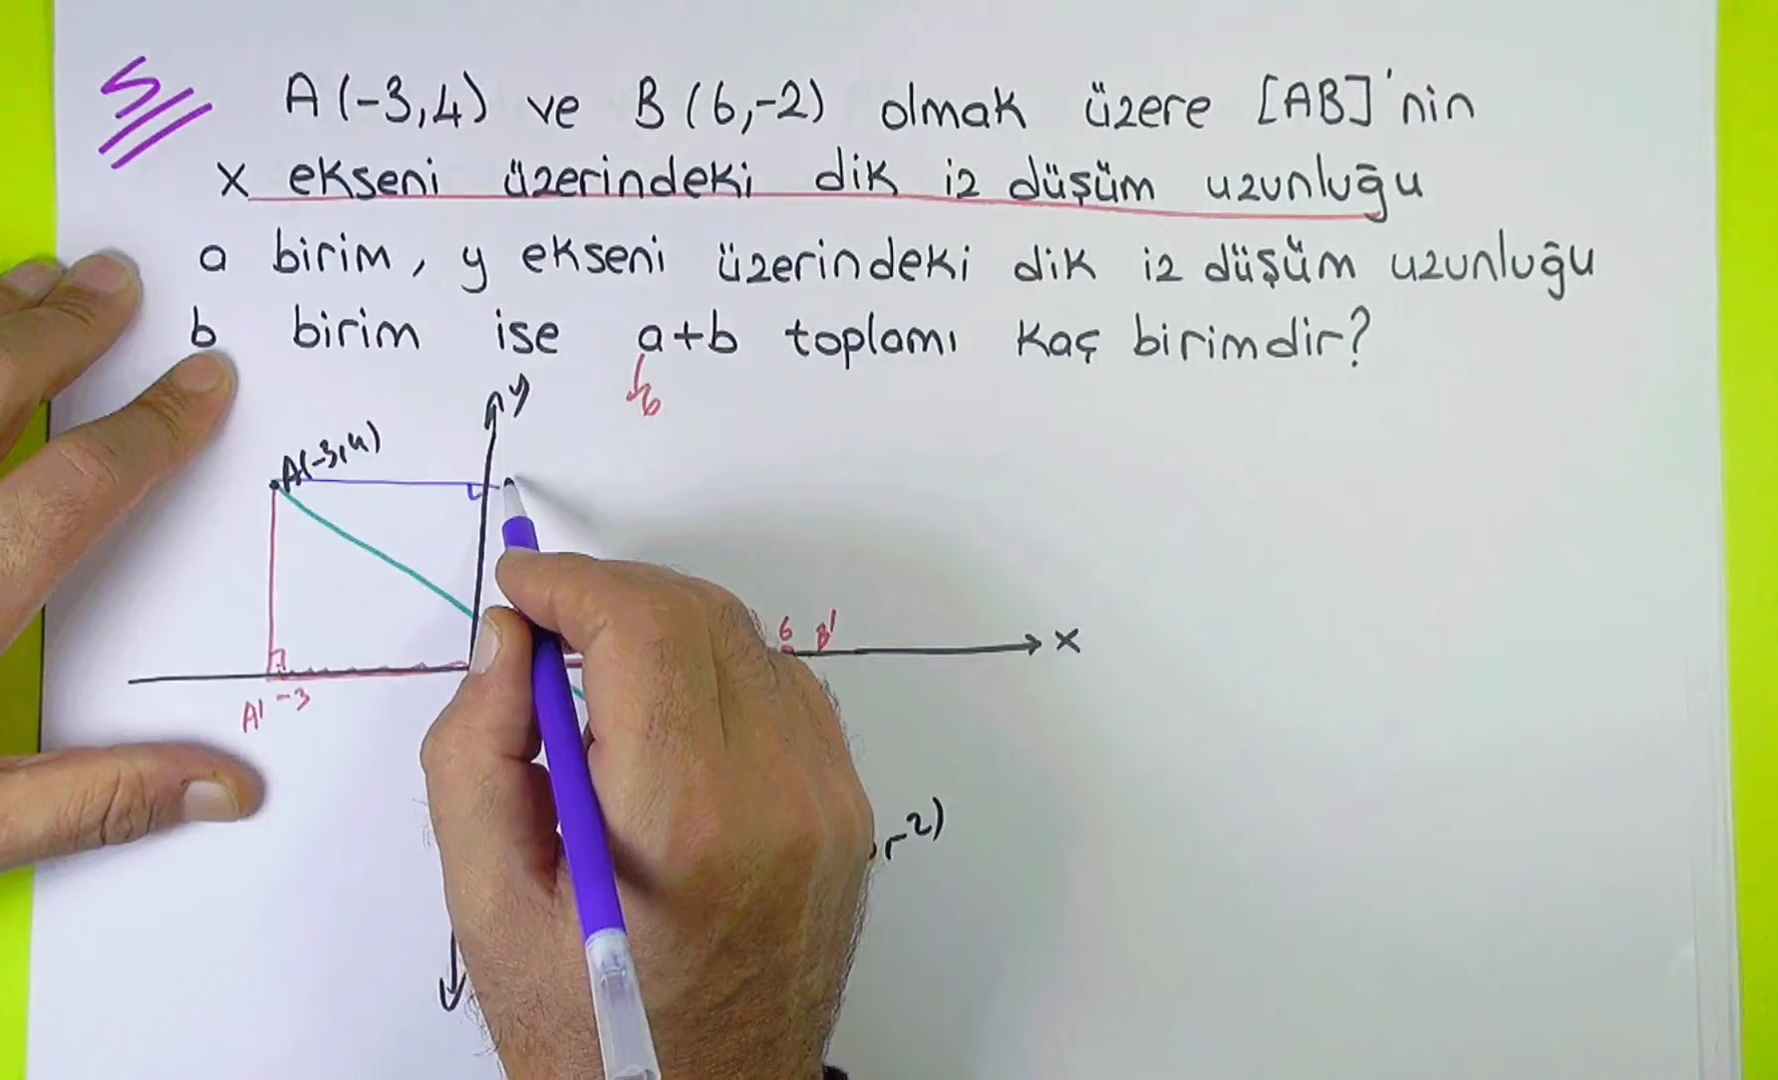 A(-3,4) ve B(6,-2) olmak üzere [AB]'nin
x ekseni üzerindeki dik iz düşüm uzunluğu
a birim, y ekseni üzerindeki dik iz düşüm uzunluğu
b birim ise a+b toplamı kaç birimdir?
y
A(-3,4)
6 B'
x
A' -3
-2)